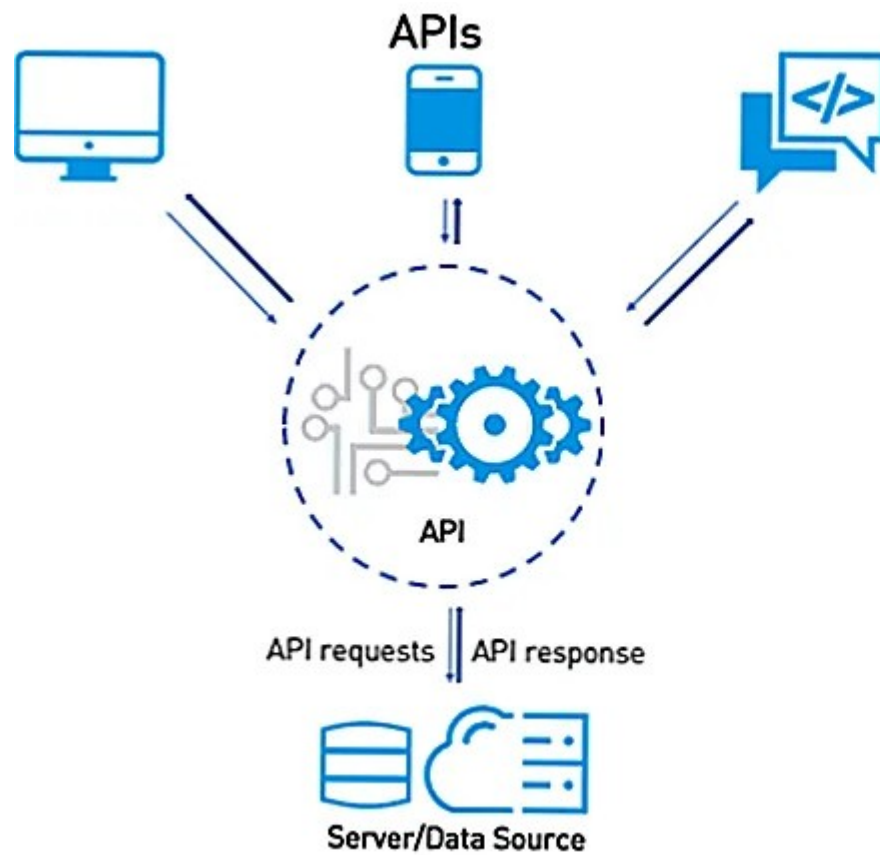 APIs
</>
API
API requests
API response
Server/Data Source